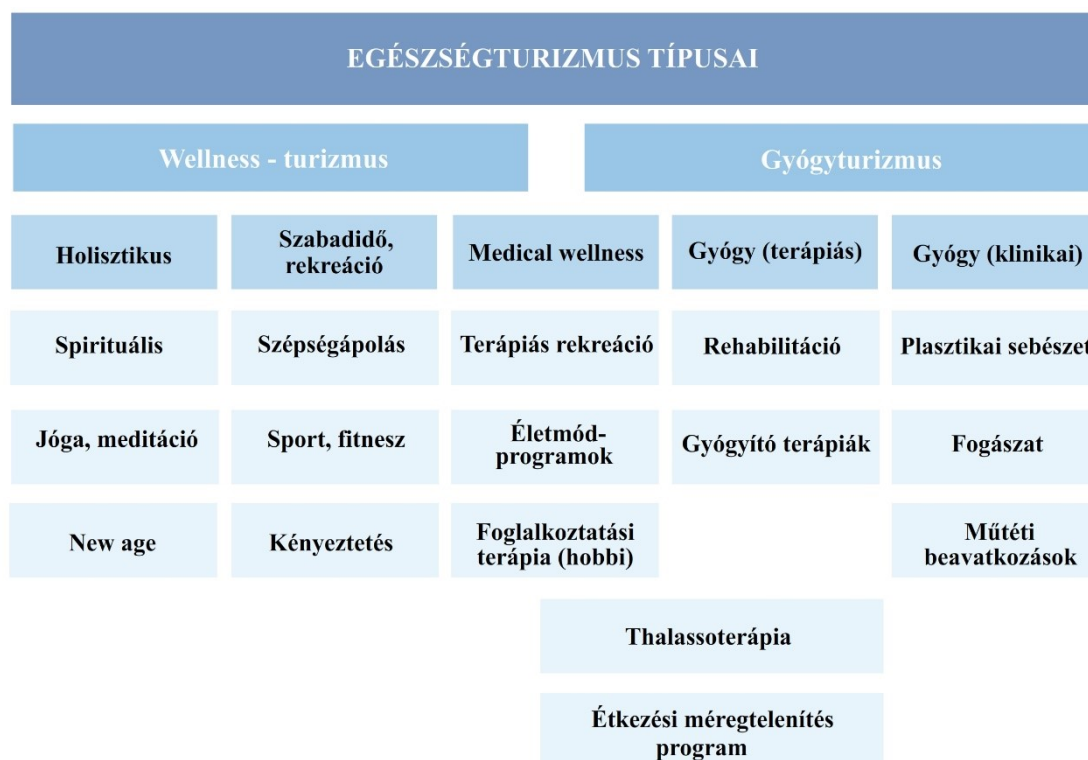 EGÉSZSÉGTURIZMUS TÍPUSAI
Wellness - turizmus
Gyógyturizmus
Holisztikus
Szabadidő,
rekreáció
Medical wellness
Gyógy (terápiás)
Gyógy (klinikai)
Spirituális
Szépségápolás
Terápiás rekreáció
Rehabilitáció
Plasztikai sebészet
Jóga, meditáció
Sport, fitnesz
Életmód-
programok
Gyógyító terápiák
Fogászat
New age
Kényeztetés
Foglalkoztatási
terápia (hobbi)
Műtéti
beavatkozások
Thalassoterápia
Étkezési méregtelenítés
program